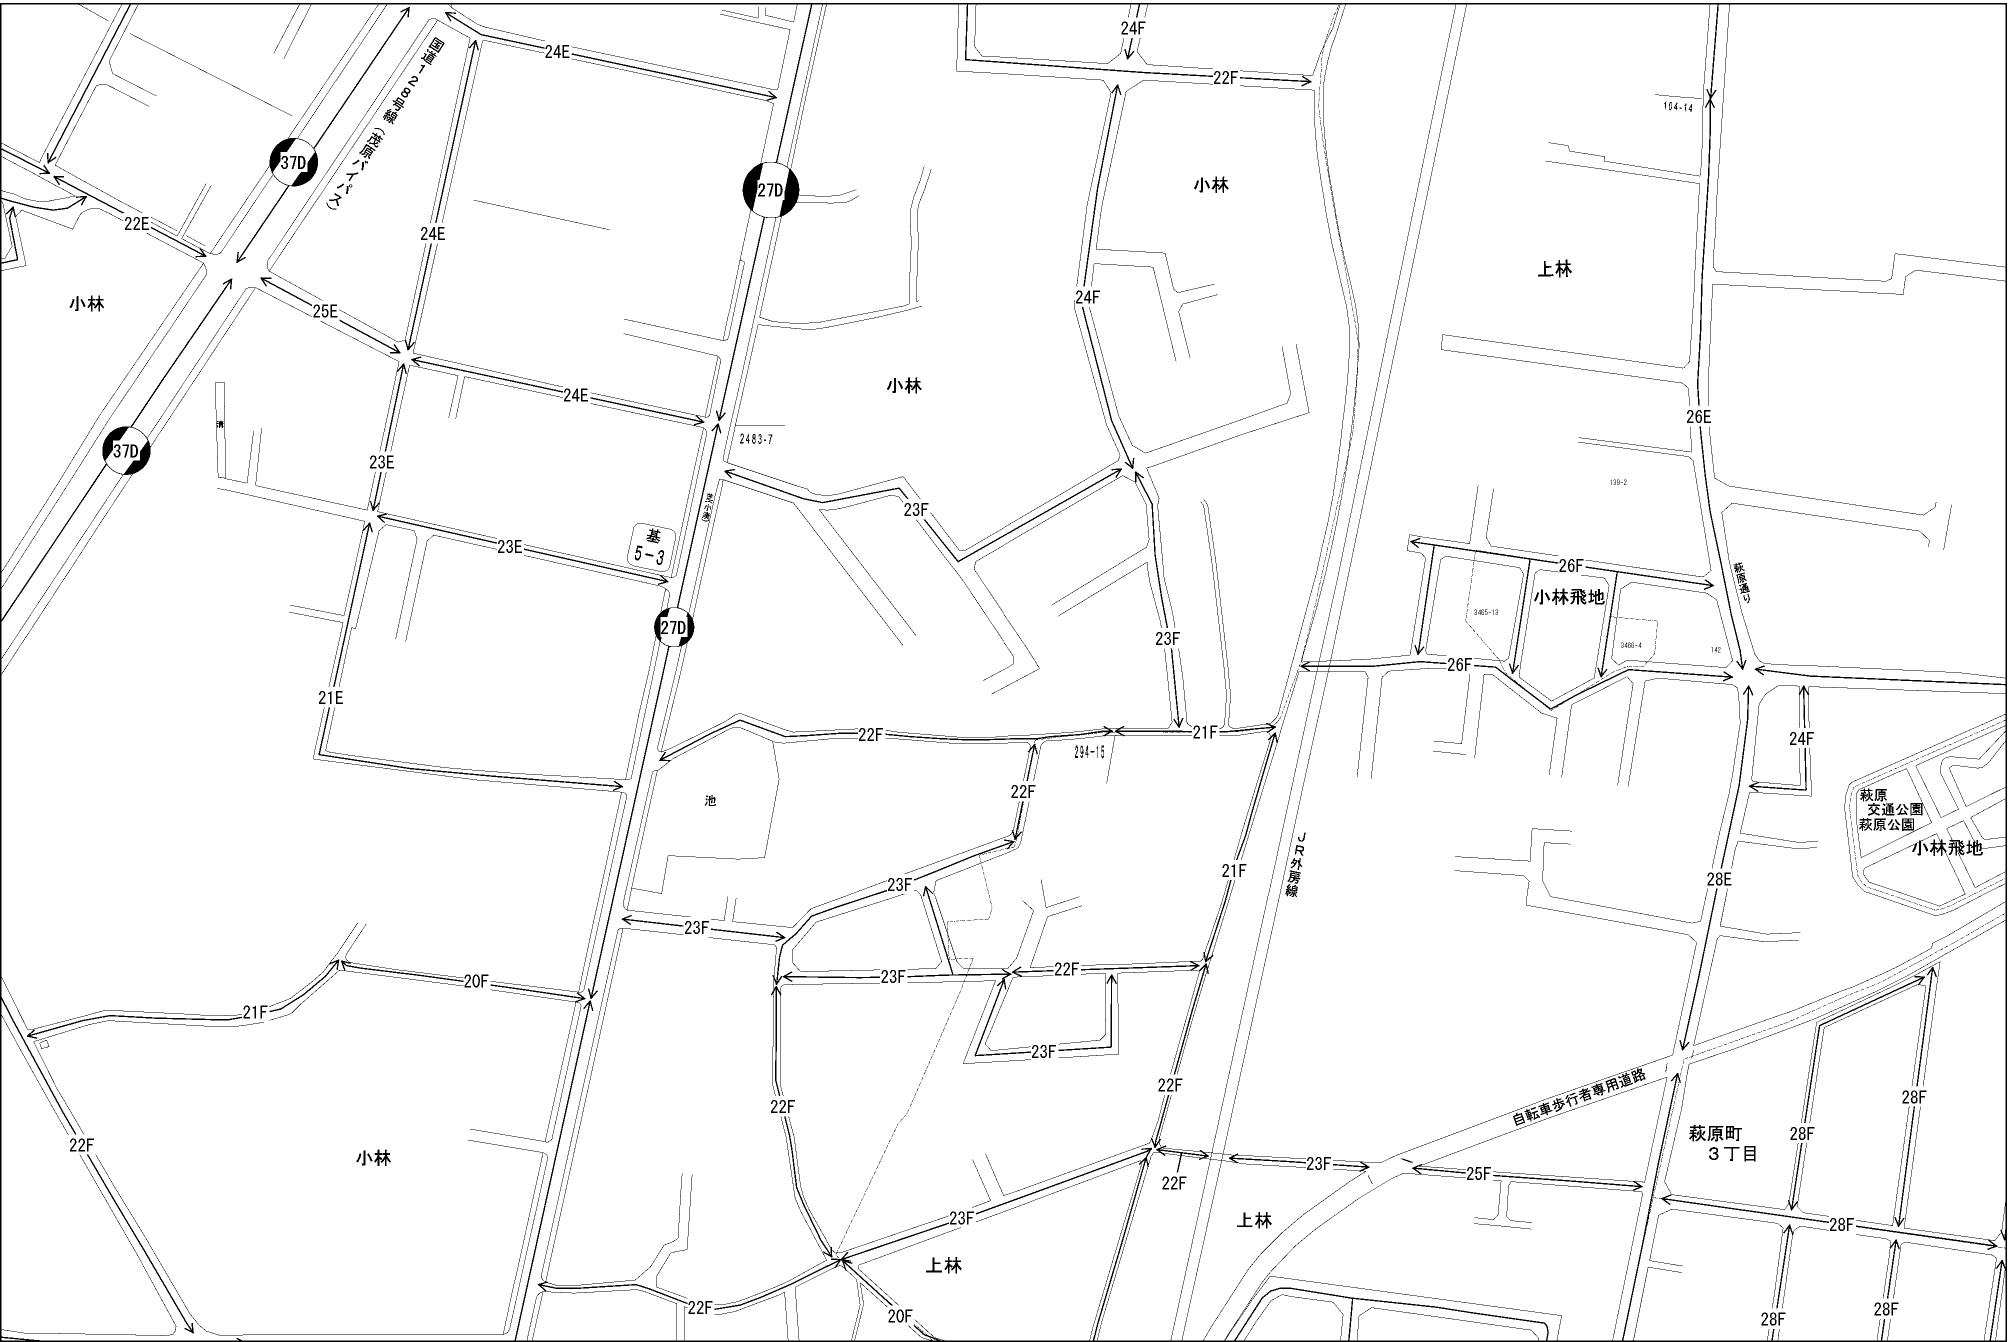 24F
24E
国道128号線(茂原バイパス)
22F
164-14
37D
27D
小林
22E
24E
上林
小林
25E
24F
小林
24E
26E
溝
2483-7
37D
23E
139-2
23F
基
5-3
23E
26F
萩原通り
小林飛地
3465-13
27D
23F
3466-4
142
26F
21E
22F
21F
24F
294-15
22F
池
萩原
交通公園
萩原公園
JR外房線
小林飛地
21F
28E
23F
23F
22F
23F
20F
21F
23F
22F
自転車歩行者専用道路
28F
22F
28F
萩原町
3丁目
22F
小林
23F
25F
22F
23F
上林
28F
上林
22F
20F
28F
28F